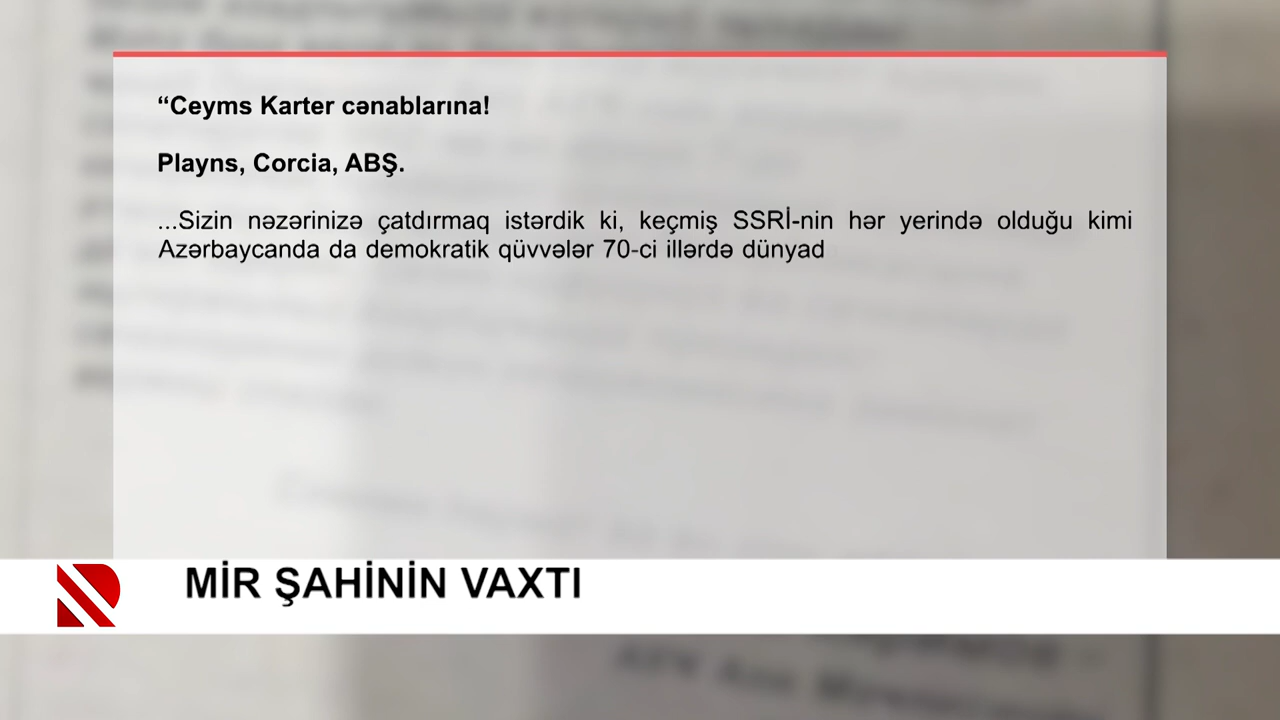 “Ceyms Karter cənablarına!
Playns, Corcia, ABŞ.
...Sizin nəzərinizə çatdırmaq istərdik ki, keçmiş SSRİ-nin hər yerində olduğu kimi
Azərbaycanda da demokratik qüvvələr 70-ci illərdə dünyad
MİR ŞAHİNİN VAXTI